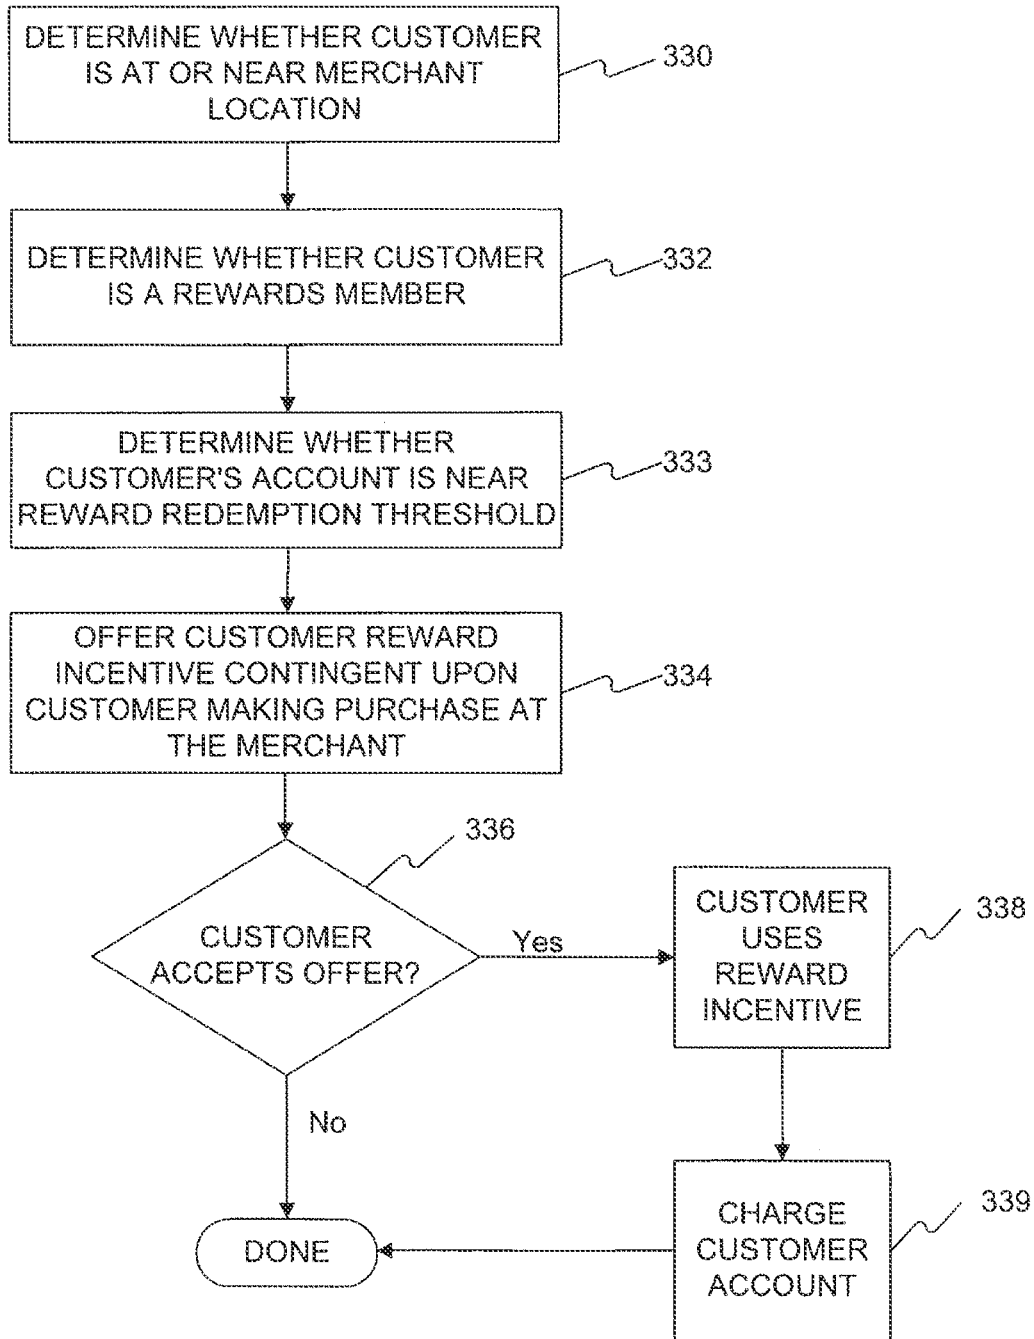 DETERMINE WHETHER CUSTOMER
IS AT OR NEAR MERCHANT
LOCATION
330
DETERMINE WHETHER CUSTOMER
IS A REWARDS MEMBER
332
DETERMINE WHETHER
CUSTOMER'S ACCOUNT IS NEAR
REWARD REDEMPTION THRESHOLD
333
OFFER CUSTOMER REWARD
INCENTIVE CONTINGENT UPON
CUSTOMER MAKING PURCHASE AT
THE MERCHANT
334
336
CUSTOMER
ACCEPTS OFFER?
Yes
CUSTOMER
USES
REWARD
INCENTIVE
338
No
DONE
CHARGE
CUSTOMER
ACCOUNT
339